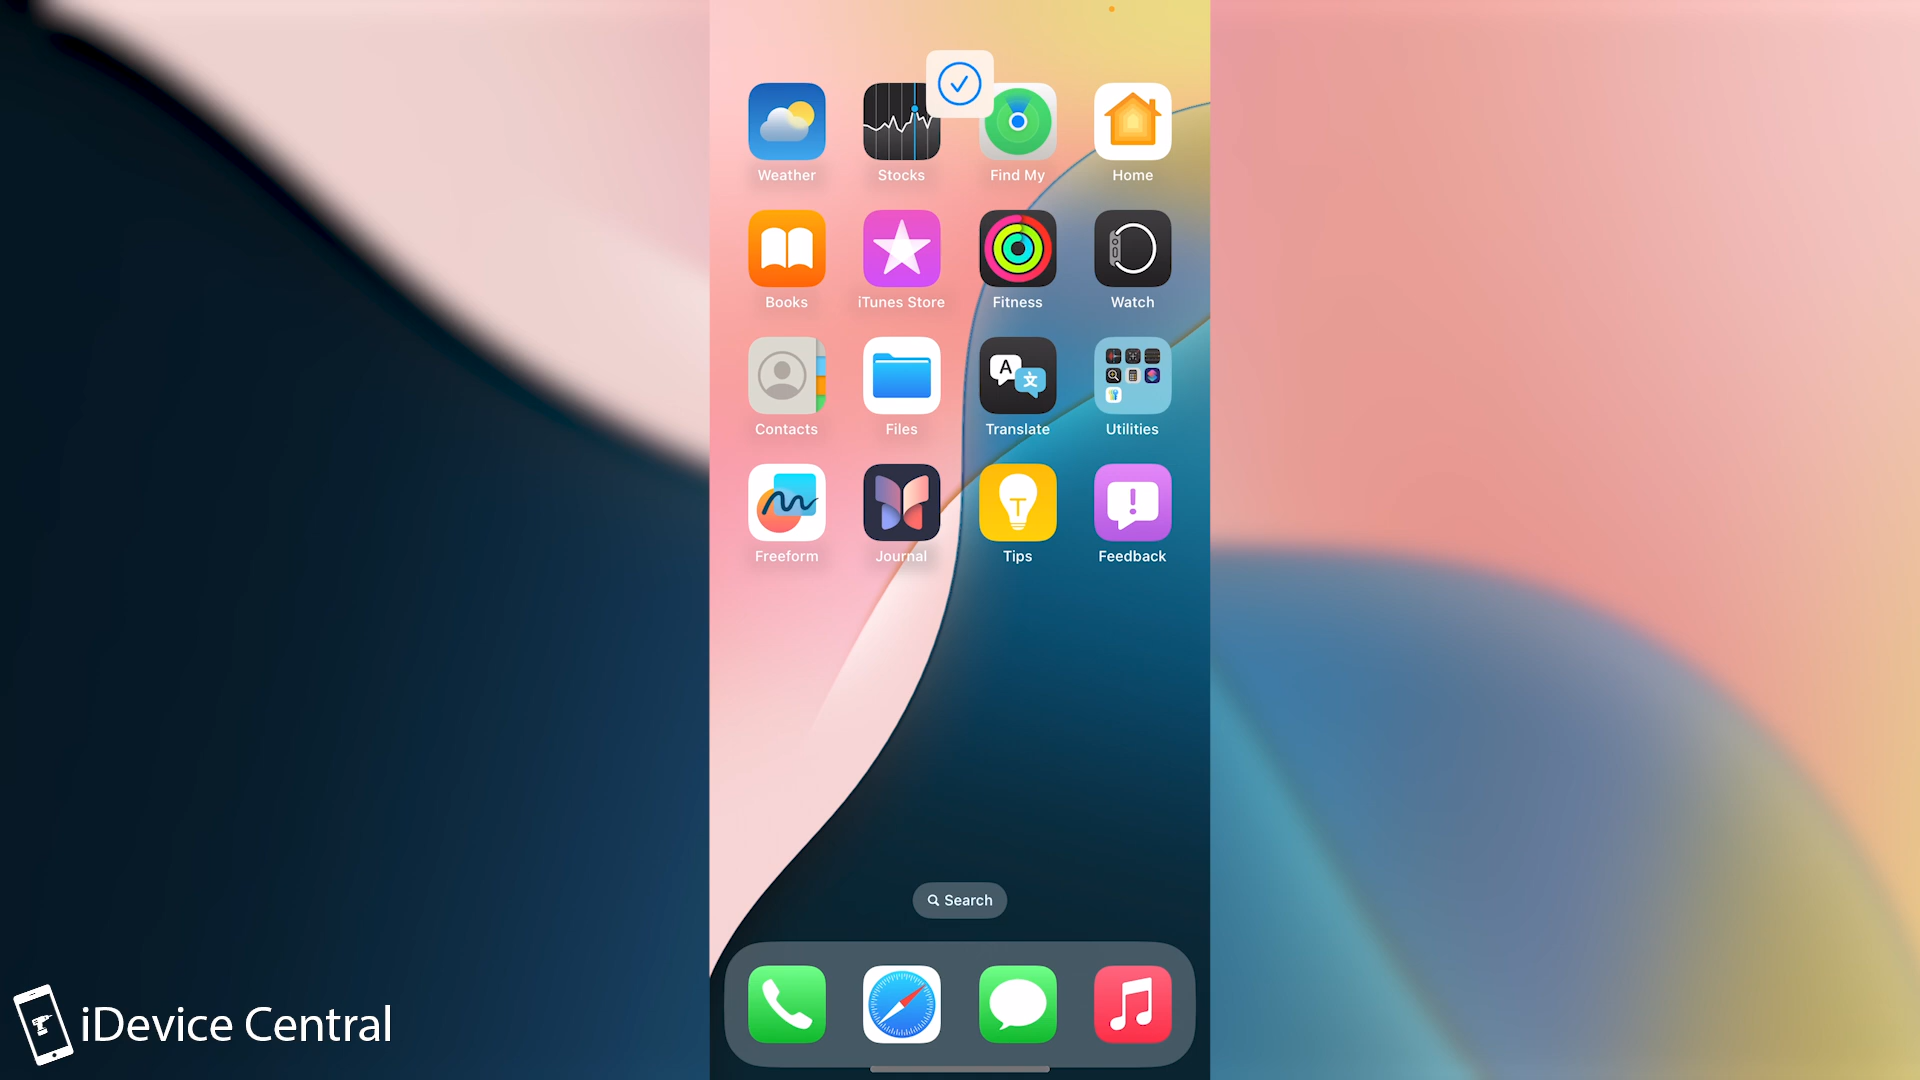 Weather Stocks Find My Home
Books iTunes Store Fitness Watch
A
文
Contacts Files Translate Utilities
Freeform Journal Tips Feedback
Search
iDevice Central